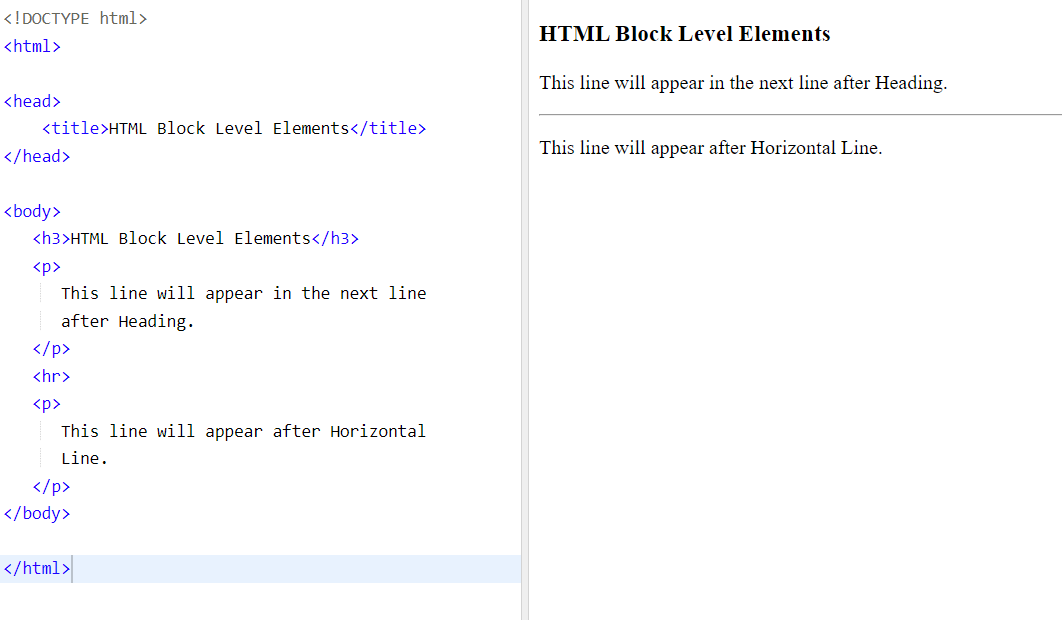 <!DOCTYPE html>
<html>
<head>
<title>HTML Block Level Elements</title>
</head>
<body>
<h3>HTML Block Level Elements</h3>
<p>
This line will appear in the next line
after Heading.
</p>
<hr>
<p>
This line will appear after Horizontal
Line.
</p>
</body>
</html>
HTML Block Level Elements
This line will appear in the next line after Heading.
This line will appear after Horizontal Line.